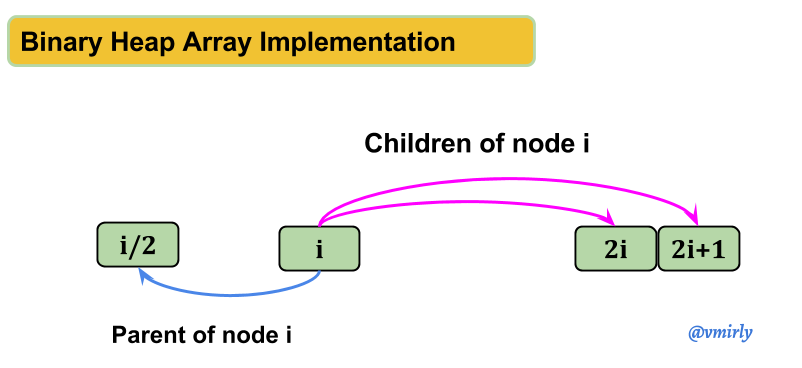 Binary Heap Array Implementation
Children of node i
i/2
i
2i
2i+1
Parent of node i
@vmirly